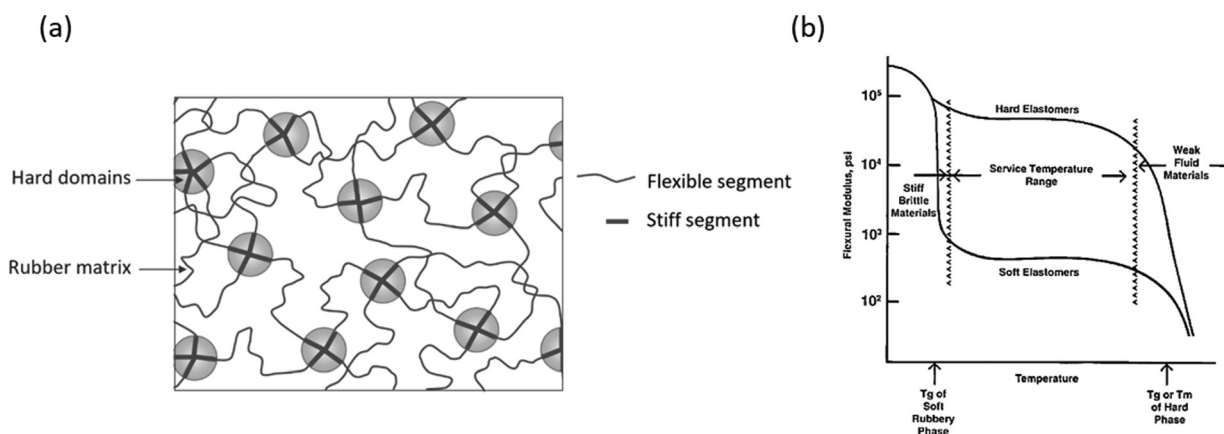 (a)
Hard domains
Rubber matrix
Flexible segment
Stiff segment
(b)
Flexural Modulus, psi
10⁵
10⁴
10³
10²
Hard Elastomers
Service Temperature
Range
Stiff
Brittle
Materials
Weak
Fluid
Materials
Soft Elastomers
Temperature
Tg of
Soft
Rubbery
Phase
Tg or Tm
of Hard
Phase